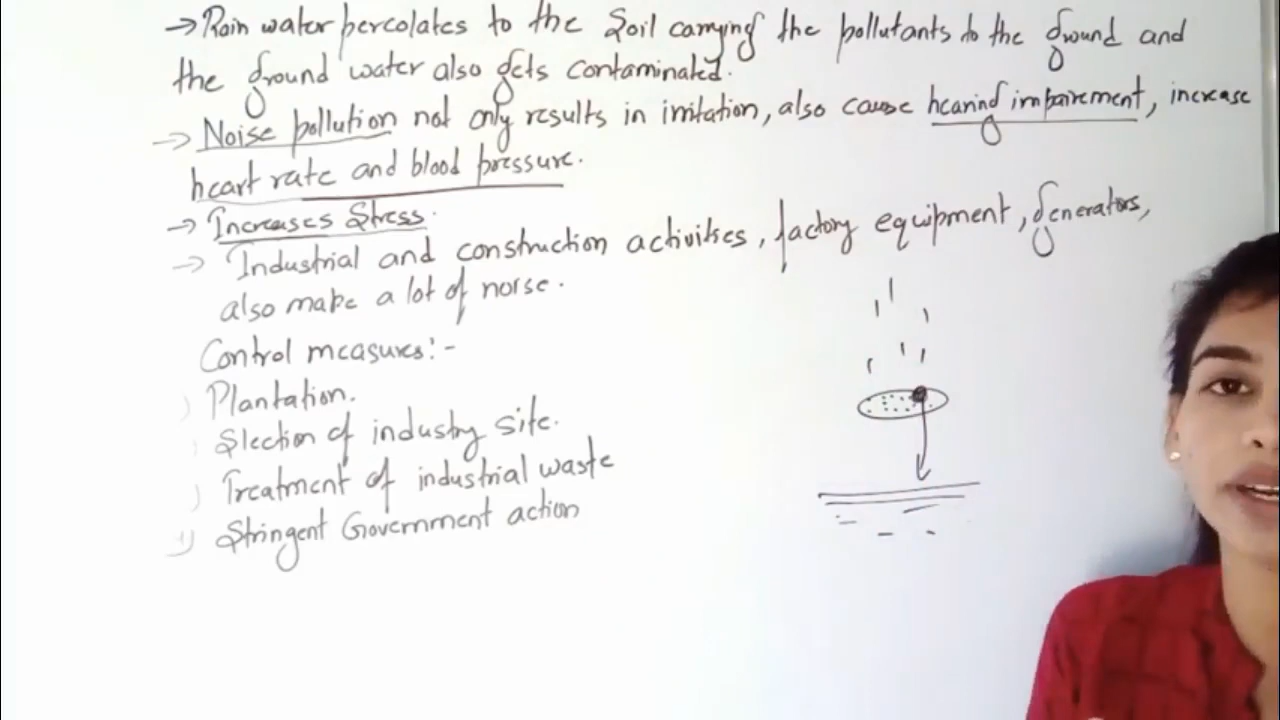 → Rain water percolates to the Soil carrying the pollutants to the ground and
the ground water also gets contaminated.
→ Noise pollution not only results in irritation, also cause hearing impairement, increase
heart rate and blood pressure.
→ Increases Stress.
→ Industrial and construction activities, factory equipment, Generators,
also make a lot of noise.
Control measures:-
) Plantation.
Slection of industry site.
) Treatment of industrial waste
) Stringent Government action